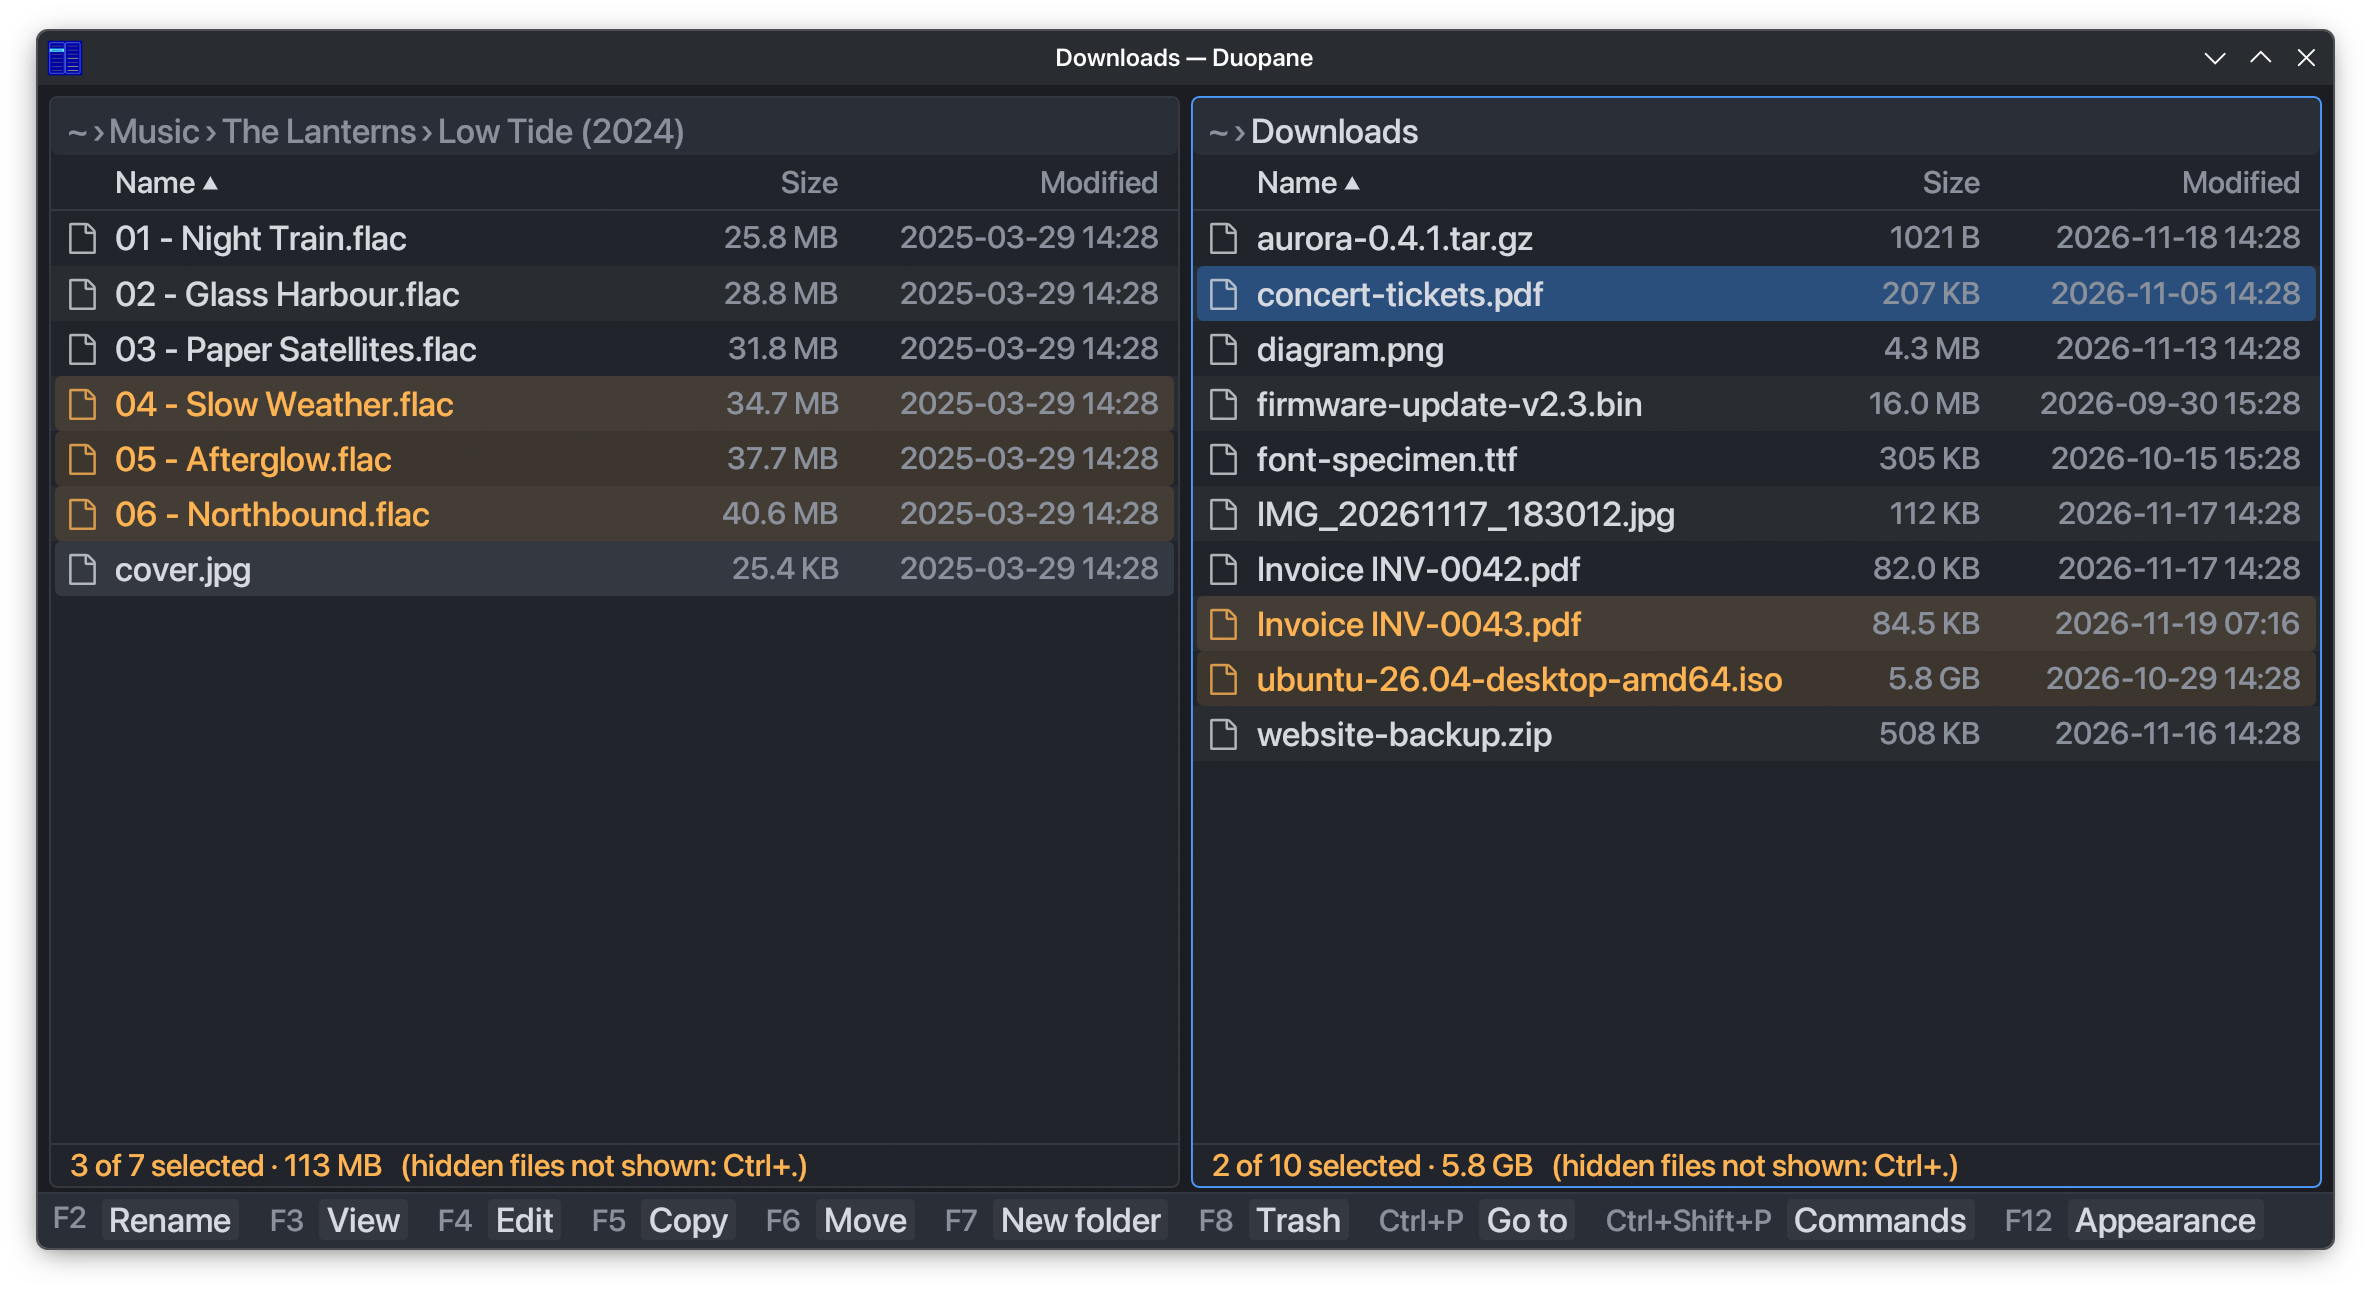 Downloads — Duopane
~ › Music › The Lanterns › Low Tide (2024)
Name ▲ Size Modified
01 - Night Train.flac 25.8 MB 2025-03-29 14:28
02 - Glass Harbour.flac 28.8 MB 2025-03-29 14:28
03 - Paper Satellites.flac 31.8 MB 2025-03-29 14:28
04 - Slow Weather.flac 34.7 MB 2025-03-29 14:28
05 - Afterglow.flac 37.7 MB 2025-03-29 14:28
06 - Northbound.flac 40.6 MB 2025-03-29 14:28
cover.jpg 25.4 KB 2025-03-29 14:28
3 of 7 selected · 113 MB (hidden files not shown: Ctrl+.)
~ › Downloads
Name ▲ Size Modified
aurora-0.4.1.tar.gz 1021 B 2026-11-18 14:28
concert-tickets.pdf 207 KB 2026-11-05 14:28
diagram.png 4.3 MB 2026-11-13 14:28
firmware-update-v2.3.bin 16.0 MB 2026-09-30 15:28
font-specimen.ttf 305 KB 2026-10-15 15:28
IMG_20261117_183012.jpg 112 KB 2026-11-17 14:28
Invoice INV-0042.pdf 82.0 KB 2026-11-17 14:28
Invoice INV-0043.pdf 84.5 KB 2026-11-19 07:16
ubuntu-26.04-desktop-amd64.iso 5.8 GB 2026-10-29 14:28
website-backup.zip 508 KB 2026-11-16 14:28
2 of 10 selected · 5.8 GB (hidden files not shown: Ctrl+.)
F2 Rename F3 View F4 Edit F5 Copy F6 Move F7 New folder F8 Trash Ctrl+P Go to Ctrl+Shift+P Commands F12 Appearance